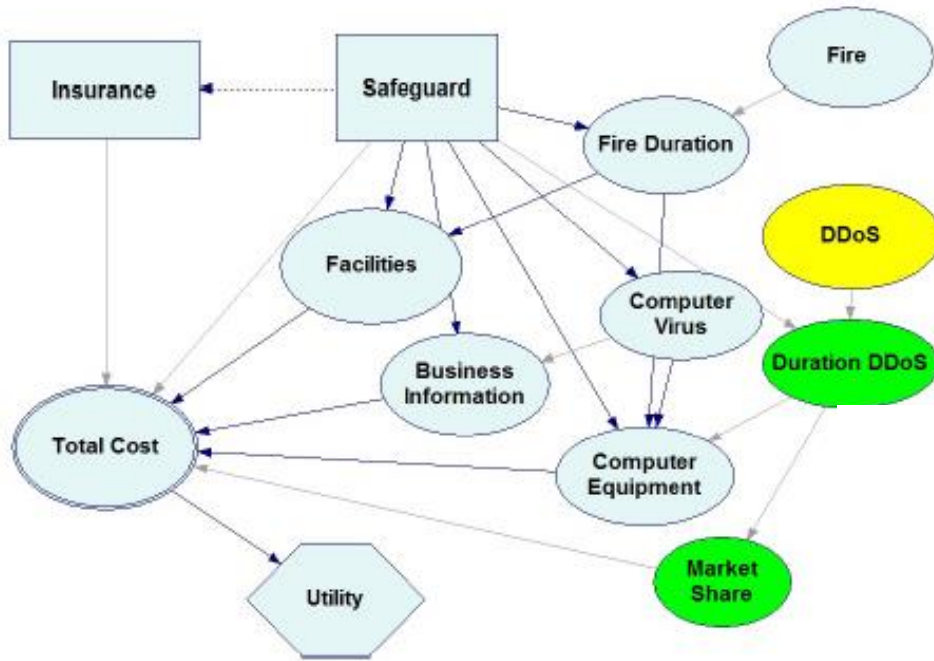 Fire
Insurance
Safeguard
Fire Duration
DDoS
Facilities
Computer
Virus
Duration DDoS
Business
Information
Total Cost
Computer
Equipment
Market
Share
Utility